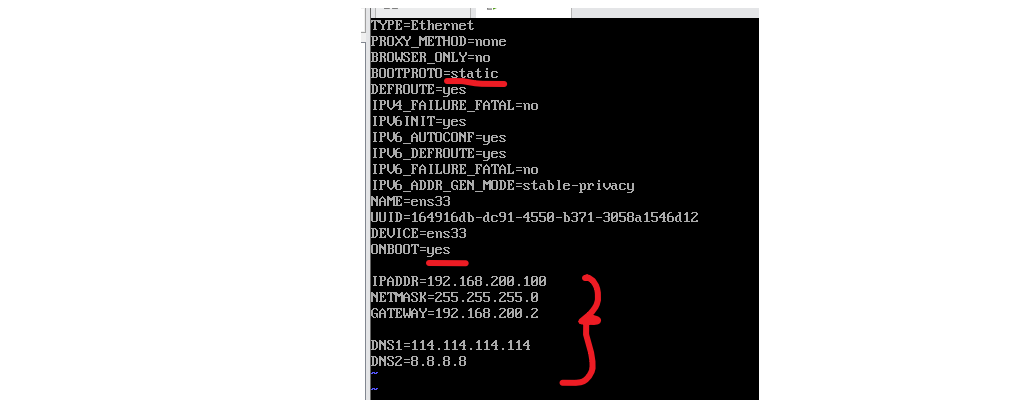 TYPE=Ethernet
PROXY_METHOD=none
BROWSER_ONLY=no
BOOTPROTO=static
DEFROUTE=yes
IPV4_FAILURE_FATAL=no
IPV6INIT=yes
IPV6_AUTOCONF=yes
IPV6_DEFROUTE=yes
IPV6_FAILURE_FATAL=no
IPV6_ADDR_GEN_MODE=stable-privacy
NAME=ens33
UUID=164916db-dc91-4550-b371-3058a1546d12
DEVICE=ens33
ONBOOT=yes
IPADDR=192.168.200.100
NETMASK=255.255.255.0
GATEWAY=192.168.200.2
DNS1=114.114.114.114
DNS2=8.8.8.8
~
~